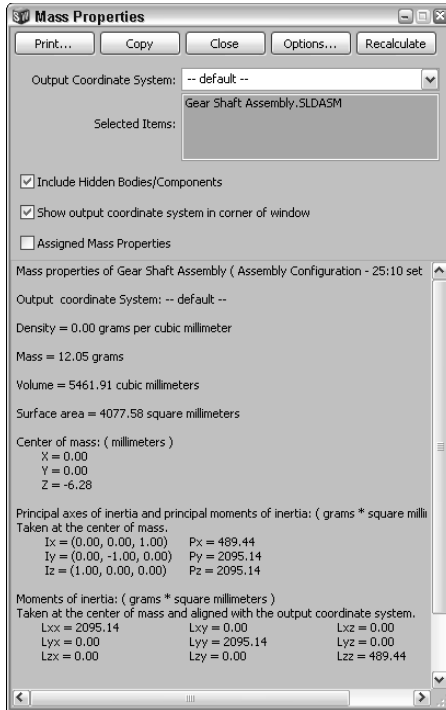 SW Mass Properties
Print... Copy Close Options... Recalculate
Output Coordinate System: -- default --
Selected Items: Gear Shaft Assembly.SLDASM
Include Hidden Bodies/Components
Show output coordinate system in corner of window
Assigned Mass Properties
Mass properties of Gear Shaft Assembly ( Assembly Configuration - 25:10 set
Output coordinate System: -- default --
Density = 0.00 grams per cubic millimeter
Mass = 12.05 grams
Volume = 5461.91 cubic millimeters
Surface area = 4077.58 square millimeters
Center of mass: ( millimeters )
X = 0.00
Y = 0.00
Z = -6.28
Principal axes of inertia and principal moments of inertia: ( grams * square milli
Taken at the center of mass.
Ix = (0.00, 0.00, 1.00) Px = 489.44
Iy = (0.00, -1.00, 0.00) Py = 2095.14
Iz = (1.00, 0.00, 0.00) Pz = 2095.14
Moments of inertia: ( grams * square millimeters )
Taken at the center of mass and aligned with the output coordinate system.
Lxx = 2095.14 Lxy = 0.00 Lxz = 0.00
Lyx = 0.00 Lyy = 2095.14 Lyz = 0.00
Lzx = 0.00 Lzy = 0.00 Lzz = 489.44